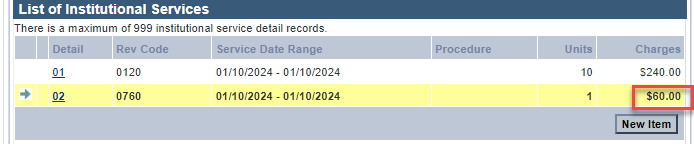 List of Institutional Services
There is a maximum of 999 institutional service detail records.
Detail Rev Code Service Date Range Procedure Units Charges
01 0120 01/10/2024 - 01/10/2024 10 $240.00
02 0760 01/10/2024 - 01/10/2024 1 $60.00
New Item